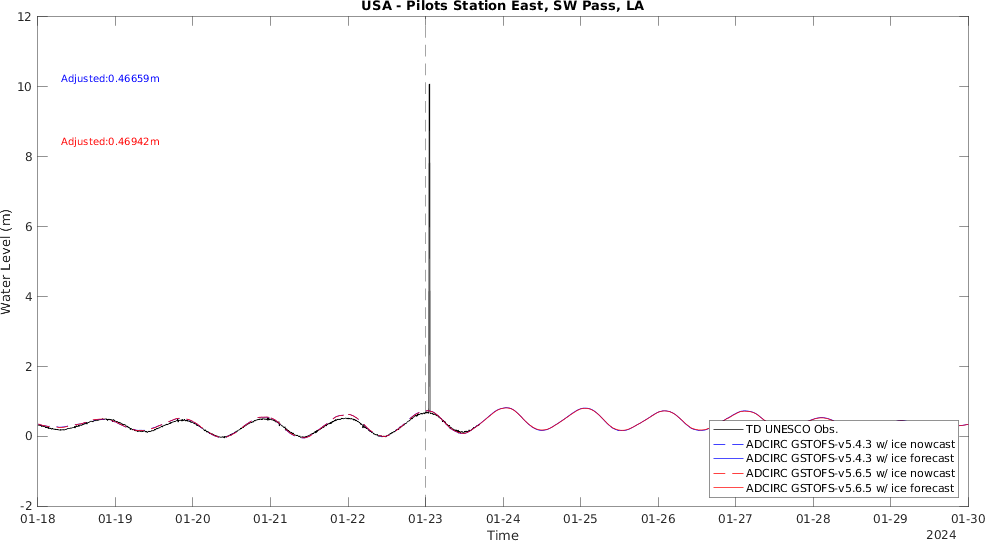 USA - Pilots Station East, SW Pass, LA
12
10
8
6
4
2
0
-2
Water Level (m)
Adjusted:0.46659m
Adjusted:0.46942m
TD UNESCO Obs.
ADCIRC GSTOFS-v5.4.3 w/ ice nowcast
ADCIRC GSTOFS-v5.4.3 w/ ice forecast
ADCIRC GSTOFS-v5.6.5 w/ ice nowcast
ADCIRC GSTOFS-v5.6.5 w/ ice forecast
01-18 01-19 01-20 01-21 01-22 01-23 01-24 01-25 01-26 01-27 01-28 01-29 01-30
Time
2024